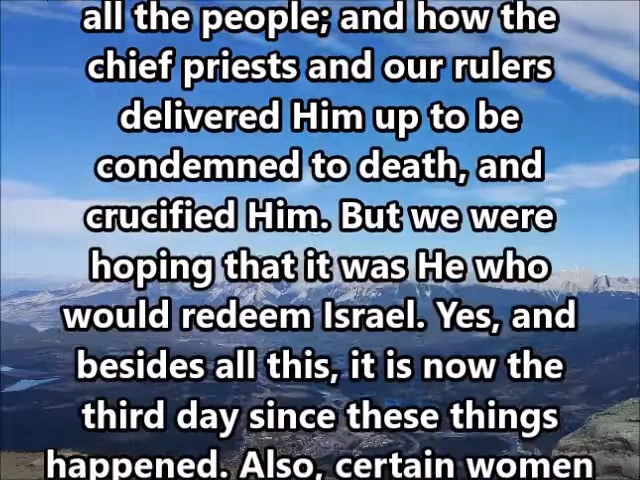 all the people; and how the
chief priests and our rulers
delivered Him up to be
condemned to death, and
crucified Him. But we were
hoping that it was He who
would redeem Israel. Yes, and
besides all this, it is now the
third day since these things
happened. Also, certain women